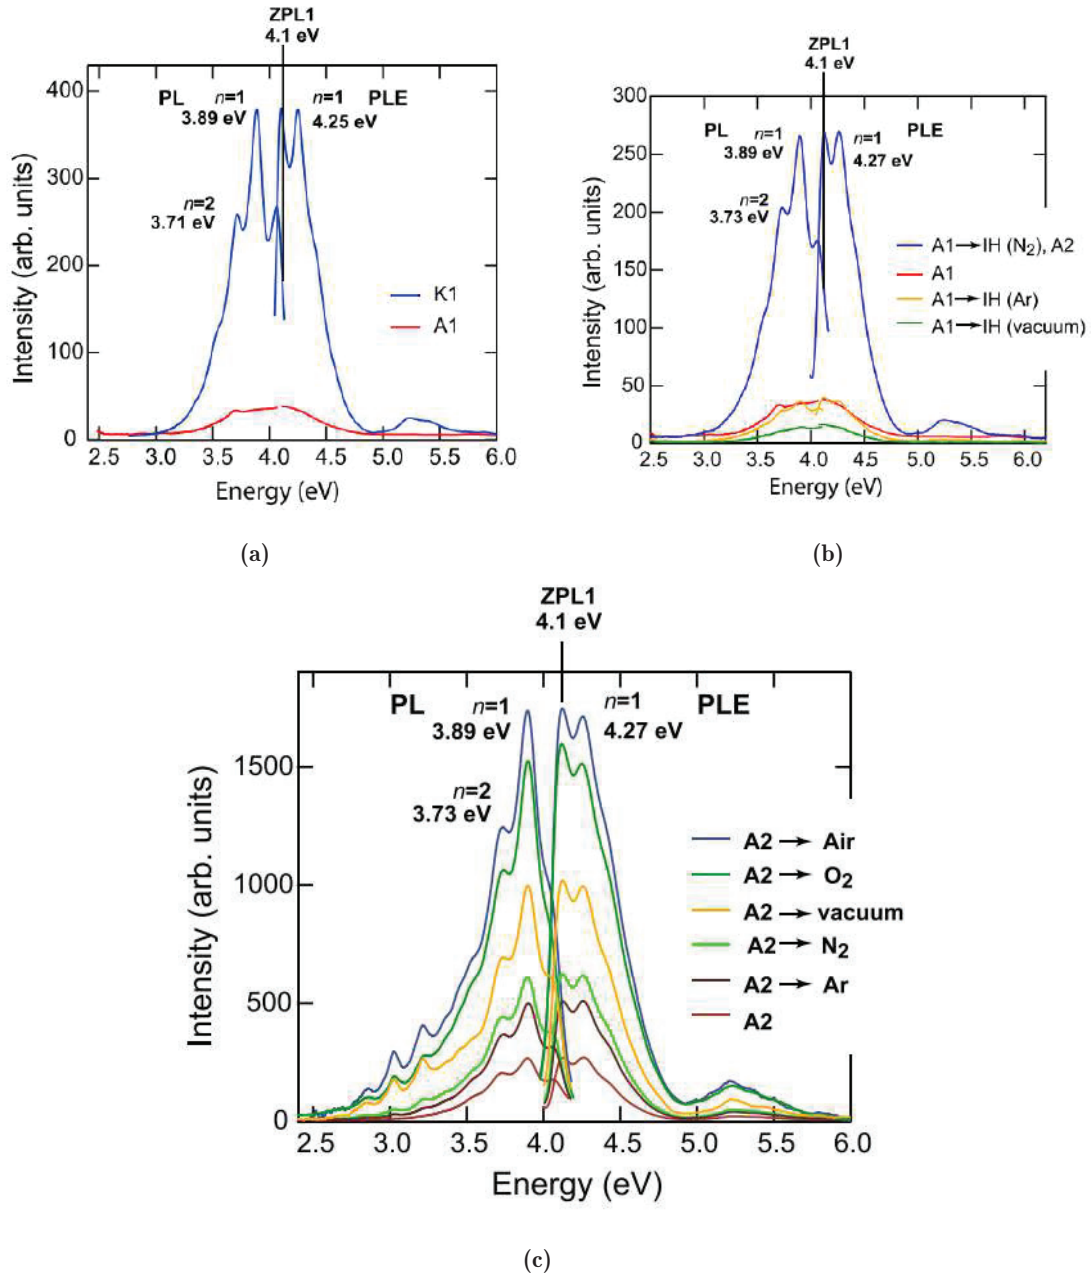 ZPL1
4.1 eV
PL
n=1
3.89 eV
n=1
4.25 eV
PLE
n=2
3.71 eV
K1
A1
400
300
200
100
0
2.5 3.0 3.5 4.0 4.5 5.0 5.5 6.0
Intensity (arb. units)
Energy (eV)
(a)
ZPL1
4.1 eV
PL
n=1
3.89 eV
n=1
4.27 eV
PLE
n=2
3.73 eV
A1→IH (N2), A2
A1
A1→IH (Ar)
A1→IH (vacuum)
300
250
200
150
100
50
0
2.5 3.0 3.5 4.0 4.5 5.0 5.5 6.0
Intensity (arb. units)
Energy (eV)
(b)
ZPL1
4.1 eV
PL
n=1
3.89 eV
n=1
4.27 eV
PLE
n=2
3.73 eV
A2 → Air
A2 → O2
A2 → vacuum
A2 → N2
A2 → Ar
A2
1500
1000
500
0
2.5 3.0 3.5 4.0 4.5 5.0 5.5 6.0
Intensity (arb. units)
Energy (eV)
(c)